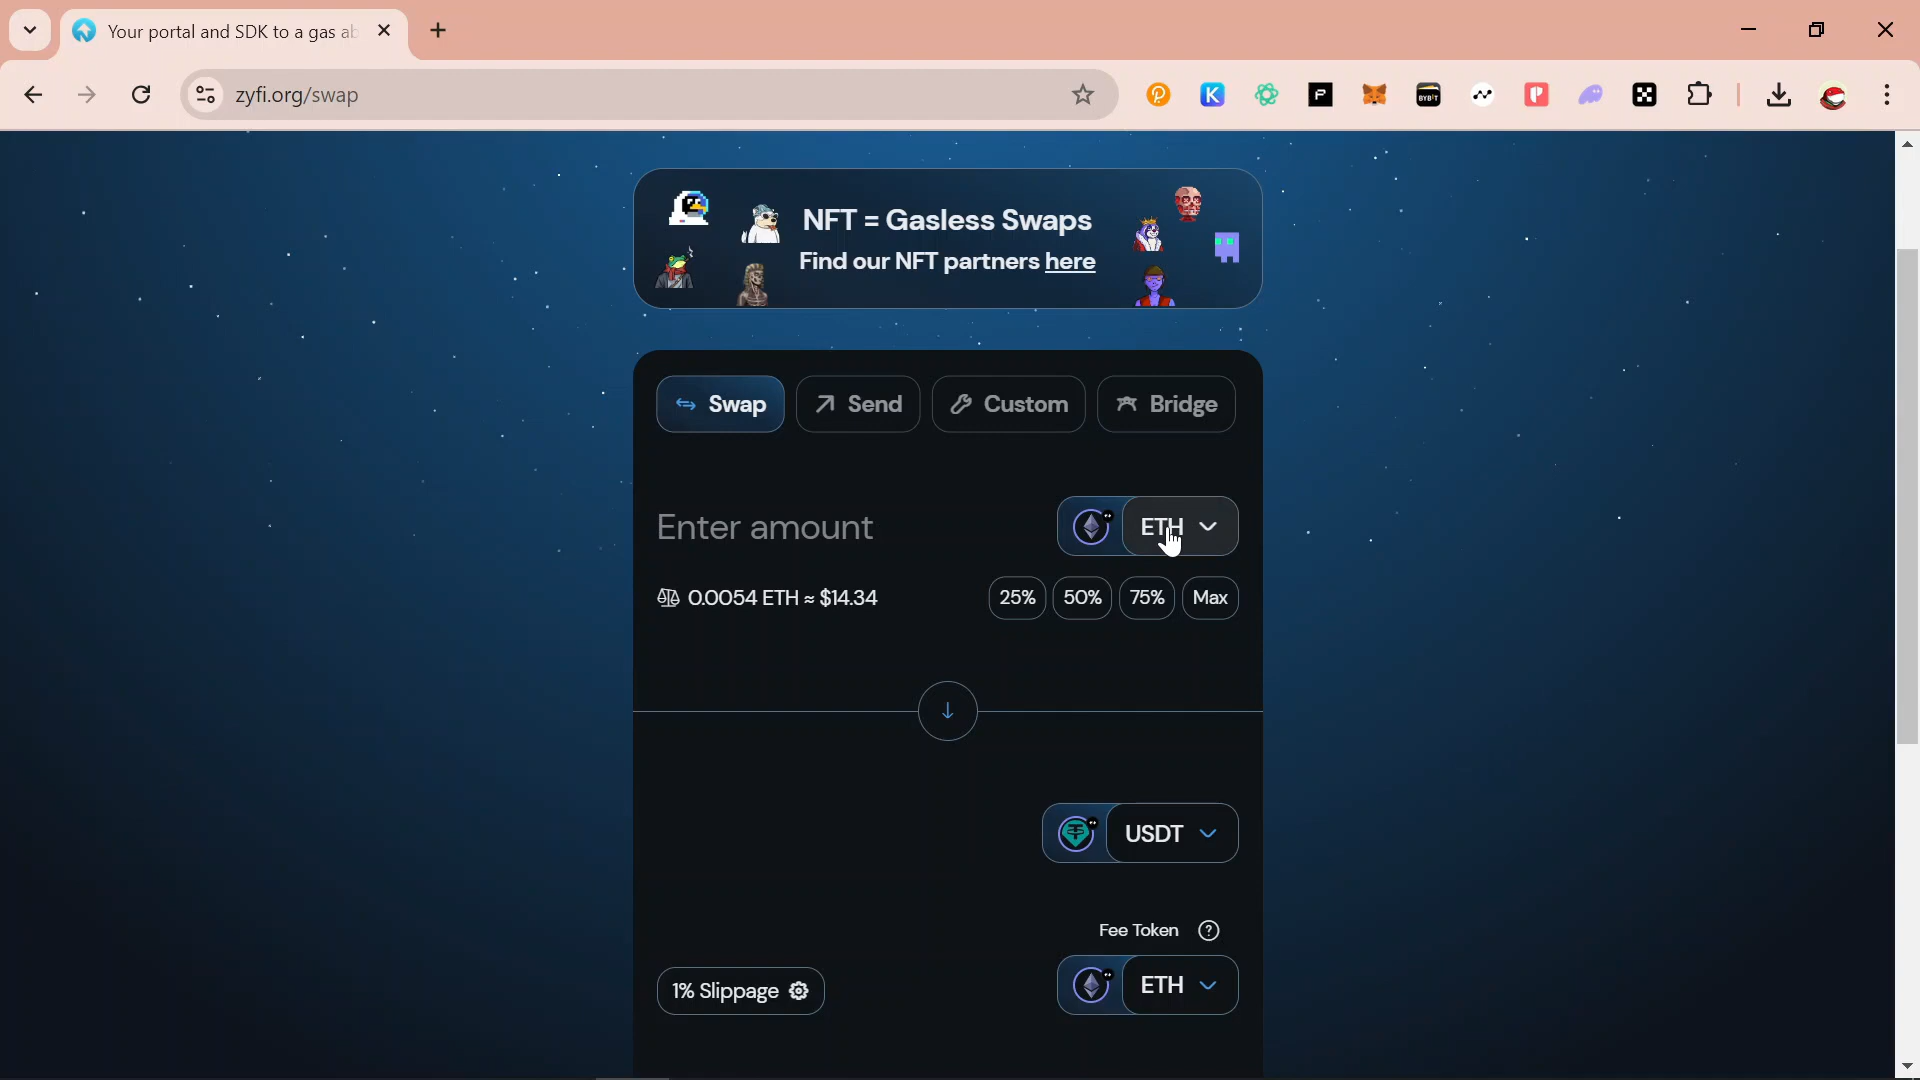 Your portal and SDK to a gas ab
zyfi.org/swap
BYBIT
NFT = Gasless Swaps
Find our NFT partners here
Swap
Send
Custom
Bridge
Enter amount
ETH
0.0054 ETH ≈ $14.34
25%
50%
75%
Max
USDT
Fee Token
1% Slippage
ETH